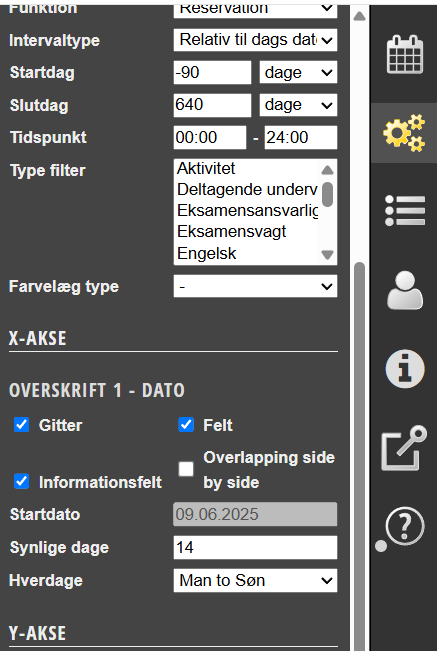 Funktion Reservation
Intervaltype Relativ til dags dat
Startdag -90 dage
Slutdag 640 dage
Tidspunkt 00:00 - 24:00
Type filter Aktivitet
Deltagende underv
Eksamensansvarlig
Eksamensvagt
Engelsk
Farvelæg type -
X-AKSE
OVERSKRIFT 1 - DATO
Gitter Felt
Informationsfelt Overlapping side
by side
Startdato 09.06.2025
Synlige dage 14
Hverdage Man to Søn
Y-AKSE